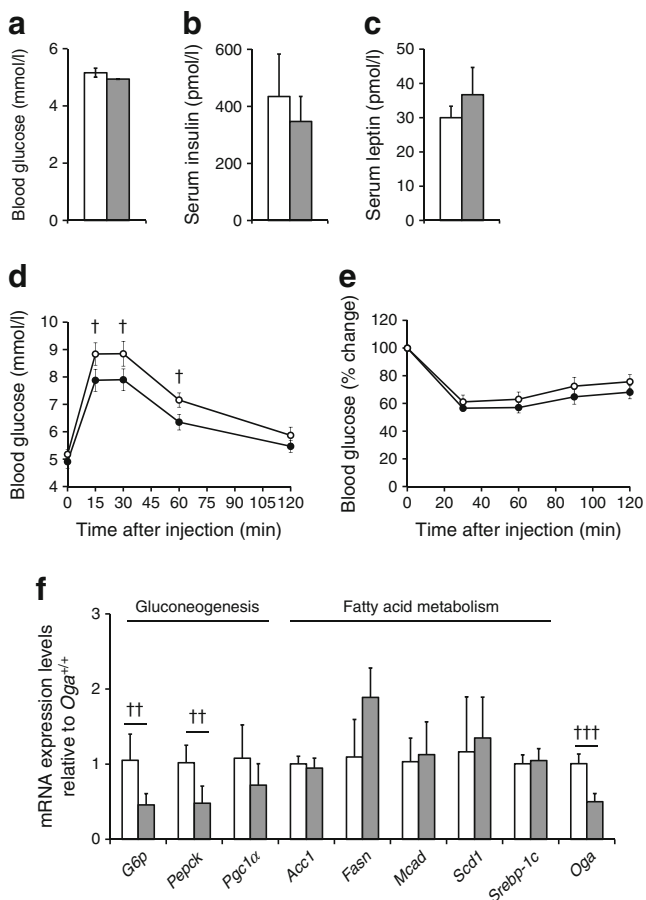 a
b
c
Blood glucose (mmol/l)
6
4
2
0
Serum insulin (pmol/l)
600
400
200
0
Serum leptin (pmol/l)
50
40
30
20
10
0
d
e
Blood glucose (mmol/l)
10
9
8
7
6
5
4
† † †
0 15 30 45 60 75 90 105 120
Time after injection (min)
Blood glucose (% change)
120
100
80
60
40
20
0
0 20 40 60 80 100 120
Time after injection (min)
f
mRNA expression levels
relative to Oga+/+
3
2
1
0
Gluconeogenesis
Fatty acid metabolism
†† †† †††
G6p Pepck Pgc1α Acc1 Fasn Mcad Scd1 Srebp-1c Oga